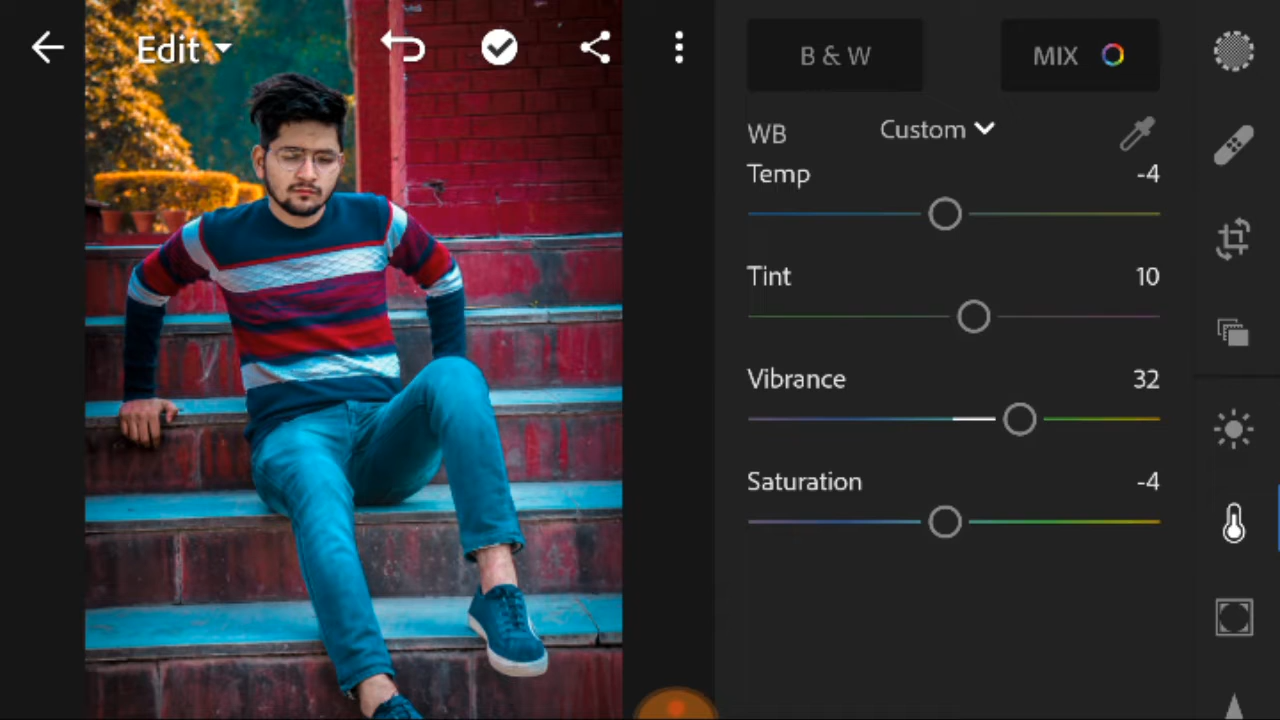 Edit
B & W
MIX
WB
Custom
Temp
-4
Tint
10
Vibrance
32
Saturation
-4